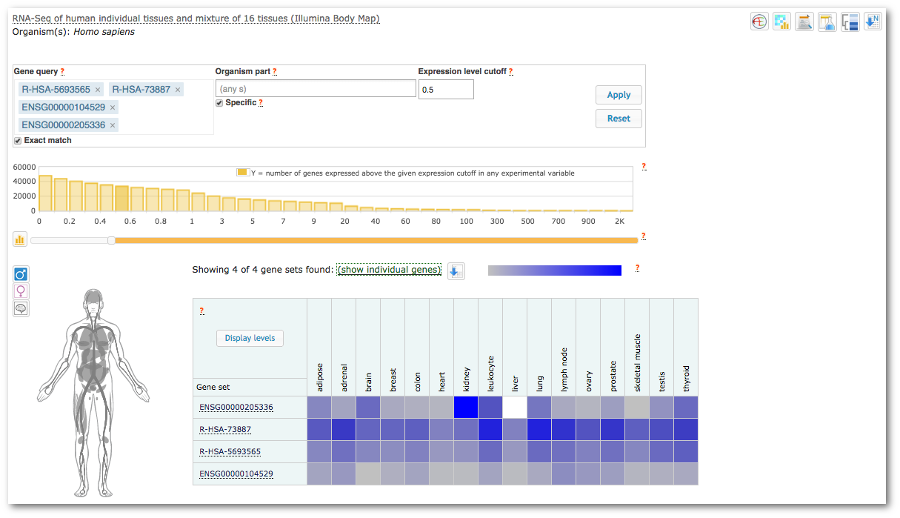 RNA-Seq of human individual tissues and mixture of 16 tissues (Illumina Body Map)
Organism(s): Homo sapiens
Gene query ? Organism part ? Expression level cutoff ?
R-HSA-5693565 × R-HSA-73887 × (any s) 0.5 Apply
ENSG00000104529 × Specific ?
ENSG00000205336 × Reset
Exact match
60000 Y = number of genes expressed above the given expression cutoff in any experimental variable ?
40000
20000
0
0 0.2 0.4 0.6 0.8 1 3 5 7 9 20 40 60 80 100 300 500 700 900 2K
?
Showing 4 of 4 gene sets found: (show individual genes) ?
?
Display levels
Gene set adipose adrenal brain breast colon heart kidney leukocyte liver lung lymph node ovary prostate skeletal muscle testis thyroid
ENSG00000205336
R-HSA-73887
R-HSA-5693565
ENSG00000104529